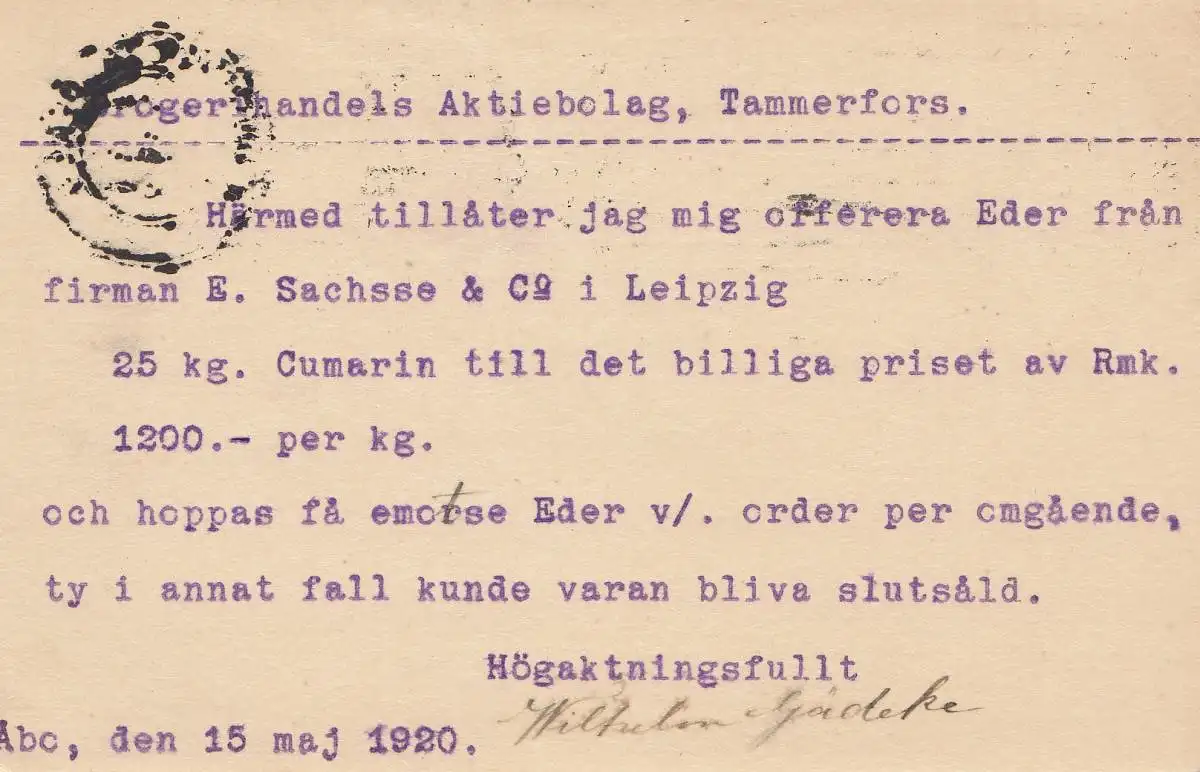 Drogerihandels Aktiebolag, Tammerfors.
Härmed tillåter jag mig offerera Eder från
firman E. Sachsse & Cº i Leipzig
25 kg. Cumarin till det billiga priset av Rmk.
1200.- per kg.
och hoppas få emotse Eder v/. order per omgående,
ty i annat fall kunde varan bliva slutsåld.
Högaktningsfullt
Wilhelm Gädeke
Åbo, den 15 maj 1920.